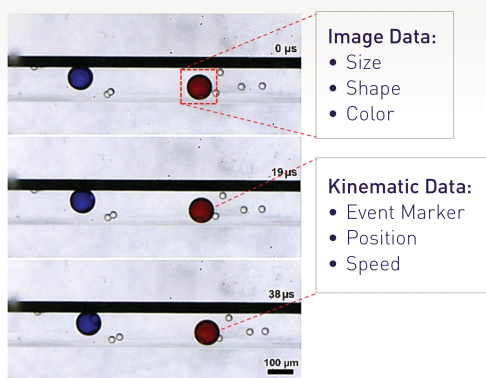 0 µs
Image Data:
• Size
• Shape
• Color
19 µs
Kinematic Data:
• Event Marker
• Position
• Speed
38 µs
100 µm